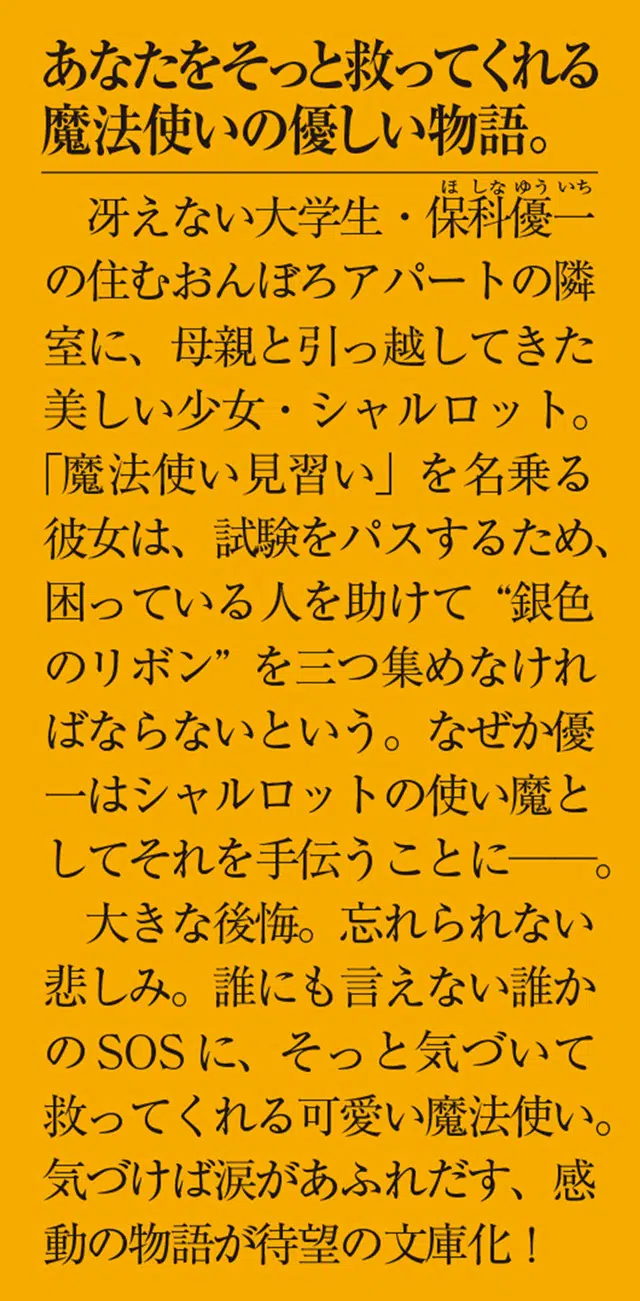 あなたをそっと救ってくれる
魔法使いの優しい物語。
ほ しな ゆう いち
冴えない大学生・保科優一
の住むおんぼろアパートの隣
室に、母親と引っ越してきた
美しい少女・シャルロット。
「魔法使い見習い」を名乗る
彼女は、試験をパスするため、
困っている人を助けて“銀色
のリボン”を三つ集めなけれ
ばならないという。なぜか優
一はシャルロットの使い魔と
してそれを手伝うことに――。
大きな後悔。忘れられない
悲しみ。誰にも言えない誰か
のSOSに、そっと気づいて
救ってくれる可愛い魔法使い。
気づけば涙があふれだす、感
動の物語が待望の文庫化！